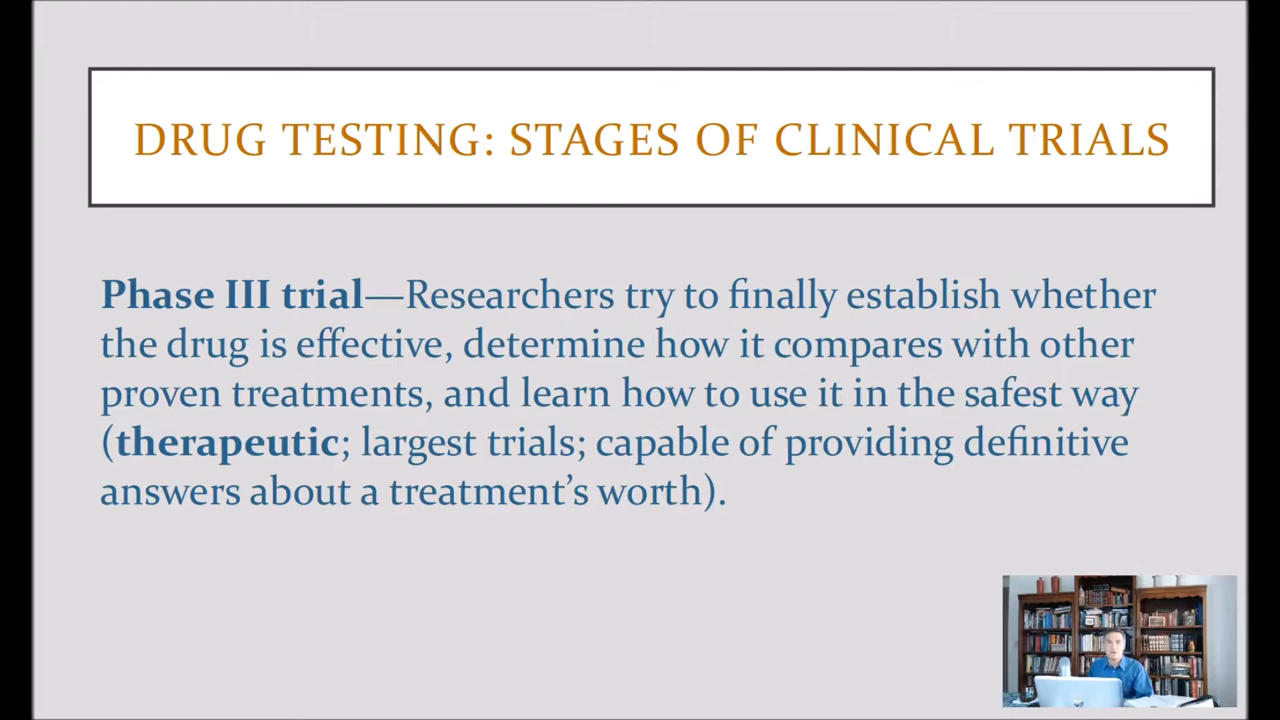 DRUG TESTING: STAGES OF CLINICAL TRIALS
Phase III trial—Researchers try to finally establish whether
the drug is effective, determine how it compares with other
proven treatments, and learn how to use it in the safest way
(therapeutic; largest trials; capable of providing definitive
answers about a treatment’s worth).